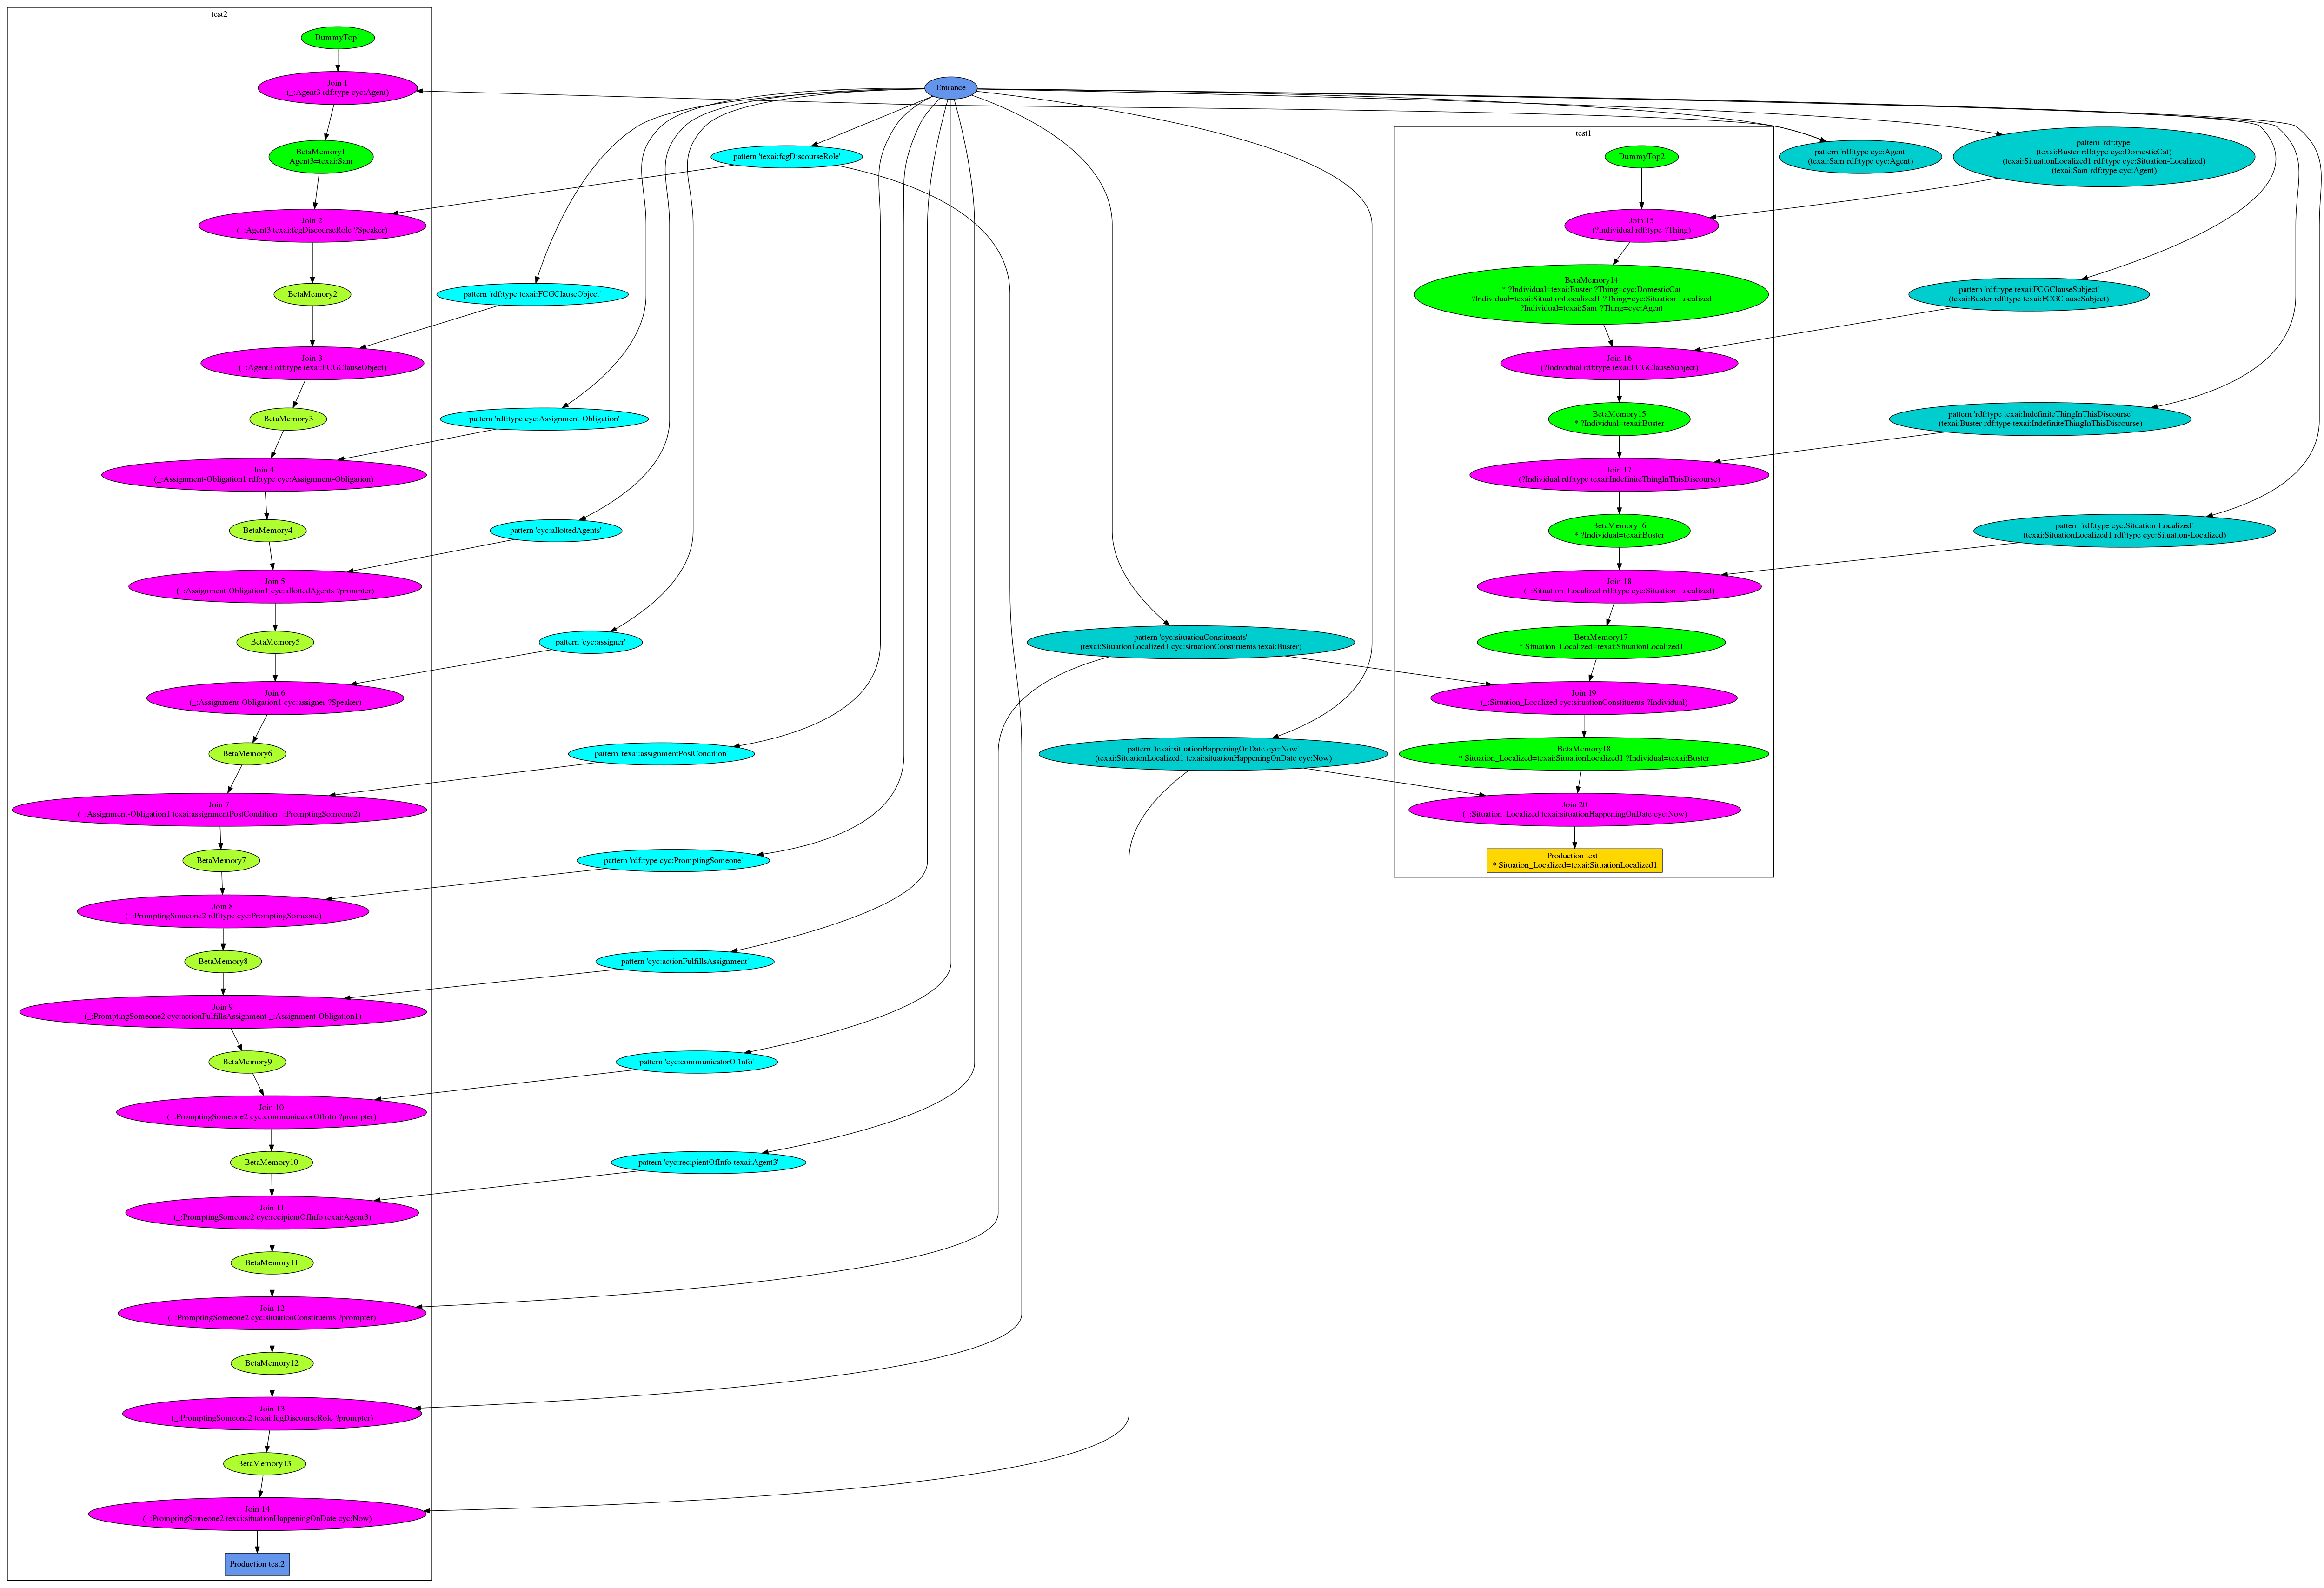 test2
DummyTop1
Join 1
(_:Agent3 rdf:type cyc:Agent)
BetaMemory1
Agent3=texai:Sam
Join 2
(_:Agent3 texai:fcgDiscourseRole ?Speaker)
BetaMemory2
Join 3
(_:Agent3 rdf:type texai:FCGClauseObject)
BetaMemory3
Join 4
(_:Assignment-Obligation1 rdf:type cyc:Assignment-Obligation)
BetaMemory4
Join 5
(_:Assignment-Obligation1 cyc:allottedAgents ?prompter)
BetaMemory5
Join 6
(_:Assignment-Obligation1 cyc:assigner ?Speaker)
BetaMemory6
Join 7
(_:Assignment-Obligation1 texai:assignmentPostCondition _:PromptingSomeone2)
BetaMemory7
Join 8
(_:PromptingSomeone2 rdf:type cyc:PromptingSomeone)
BetaMemory8
Join 9
(_:PromptingSomeone2 cyc:actionFulfillsAssignment _:Assignment-Obligation1)
BetaMemory9
Join 10
(_:PromptingSomeone2 cyc:communicatorOfInfo ?prompter)
BetaMemory10
Join 11
(_:PromptingSomeone2 cyc:recipientOfInfo texai:Agent3)
BetaMemory11
Join 12
(_:PromptingSomeone2 cyc:situationConstituents ?prompter)
BetaMemory12
Join 13
(_:PromptingSomeone2 texai:fcgDiscourseRole ?prompter)
BetaMemory13
Join 14
(_:PromptingSomeone2 texai:situationHappeningOnDate cyc:Now)
Production test2
Entrance
pattern 'texai:fcgDiscourseRole'
pattern 'rdf:type texai:FCGClauseObject'
pattern 'rdf:type cyc:Assignment-Obligation'
pattern 'cyc:allottedAgents'
pattern 'cyc:assigner'
pattern 'texai:assignmentPostCondition'
pattern 'rdf:type cyc:PromptingSomeone'
pattern 'cyc:actionFulfillsAssignment'
pattern 'cyc:communicatorOfInfo'
pattern 'cyc:recipientOfInfo texai:Agent3'
pattern 'cyc:situationConstituents'
(texai:SituationLocalized1 cyc:situationConstituents texai:Buster)
pattern 'texai:situationHappeningOnDate cyc:Now'
(texai:SituationLocalized1 texai:situationHappeningOnDate cyc:Now)
test1
DummyTop2
Join 15
(?Individual rdf:type ?Thing)
BetaMemory14
* ?Individual=texai:Buster ?Thing=cyc:DomesticCat
?Individual=texai:SituationLocalized1 ?Thing=cyc:Situation-Localized
?Individual=texai:Sam ?Thing=cyc:Agent
Join 16
(?Individual rdf:type texai:FCGClauseSubject)
BetaMemory15
* ?Individual=texai:Buster
Join 17
(?Individual rdf:type texai:IndefiniteThingInThisDiscourse)
BetaMemory16
* ?Individual=texai:Buster
Join 18
(_:Situation_Localized rdf:type cyc:Situation-Localized)
BetaMemory17
* Situation_Localized=texai:SituationLocalized1
Join 19
(_:Situation_Localized cyc:situationConstituents ?Individual)
BetaMemory18
* Situation_Localized=texai:SituationLocalized1 ?Individual=texai:Buster
Join 20
(_:Situation_Localized texai:situationHappeningOnDate cyc:Now)
Production test1
* Situation_Localized=texai:SituationLocalized1
pattern 'rdf:type cyc:Agent'
(texai:Sam rdf:type cyc:Agent)
pattern 'rdf:type'
(texai:Buster rdf:type cyc:DomesticCat)
(texai:SituationLocalized1 rdf:type cyc:Situation-Localized)
(texai:Sam rdf:type cyc:Agent)
pattern 'rdf:type texai:FCGClauseSubject'
(texai:Buster rdf:type texai:FCGClauseSubject)
pattern 'rdf:type texai:IndefiniteThingInThisDiscourse'
(texai:Buster rdf:type texai:IndefiniteThingInThisDiscourse)
pattern 'rdf:type cyc:Situation-Localized'
(texai:SituationLocalized1 rdf:type cyc:Situation-Localized)